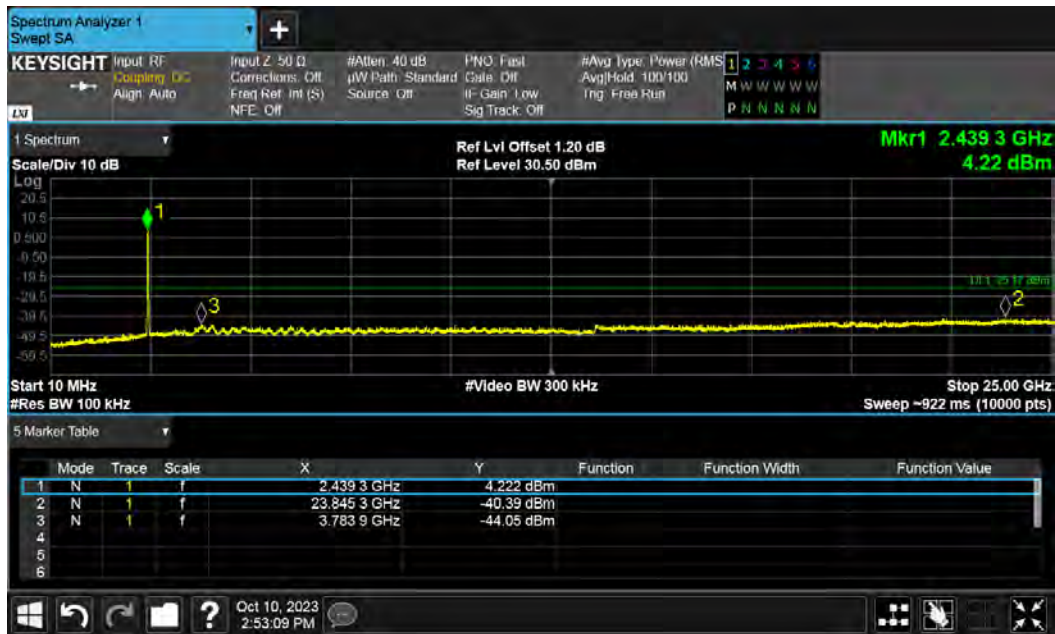 Spectrum Analyzer 1
Swept SA
+
KEYSIGHT
Input: RF
Coupling: DC
Align: Auto
Input Z: 50 Ω
Corrections: Off
Freq Ref: Int (S)
NFE: Off
#Atten: 40 dB
µW Path: Standard
Source: Off
PNO: Fast
Gate: Off
IF Gain: Low
Sig Track: Off
#Avg Type: Power (RMS
Avg|Hold: 100/100
Trig: Free Run
1 2 3 4 5 6
M W W W W W
P N N N N N
LXI
1 Spectrum
Scale/Div 10 dB
Ref Lvl Offset 1.20 dB
Ref Level 30.50 dBm
Mkr1 2.439 3 GHz
4.22 dBm
Log
20.5
10.5
0.500
-9.50
-19.5
-29.5
-39.5
-49.5
-59.5
1
3
2
Start 10 MHz
#Res BW 100 kHz
#Video BW 300 kHz
Stop 25.00 GHz
Sweep ~922 ms (10000 pts)
5 Marker Table
Mode Trace Scale X Y Function Function Width Function Value
1 N 1 f 2.439 3 GHz 4.222 dBm
2 N 1 f 23.845 3 GHz -40.39 dBm
3 N 1 f 3.783 9 GHz -44.05 dBm
4
5
6
?
Oct 10, 2023
2:53:09 PM